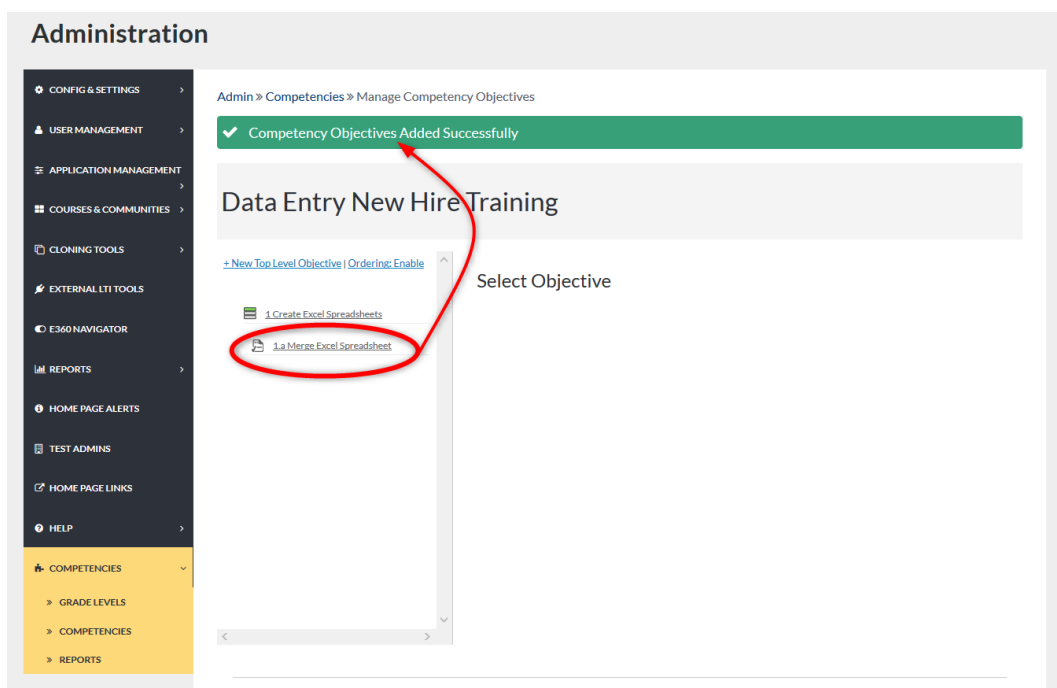 Administration
CONFIG & SETTINGS
USER MANAGEMENT
APPLICATION MANAGEMENT
COURSES & COMMUNITIES
CLONING TOOLS
EXTERNAL LTI TOOLS
E360 NAVIGATOR
REPORTS
HOME PAGE ALERTS
TEST ADMINS
HOME PAGE LINKS
HELP
COMPETENCIES
» GRADE LEVELS
» COMPETENCIES
» REPORTS
Admin » Competencies » Manage Competency Objectives
Competency Objectives Added Successfully
Data Entry New Hire Training
+ New Top Level Objective | Ordering: Enable
1 Create Excel Spreadsheets
1.a Merge Excel Spreadsheet
Select Objective